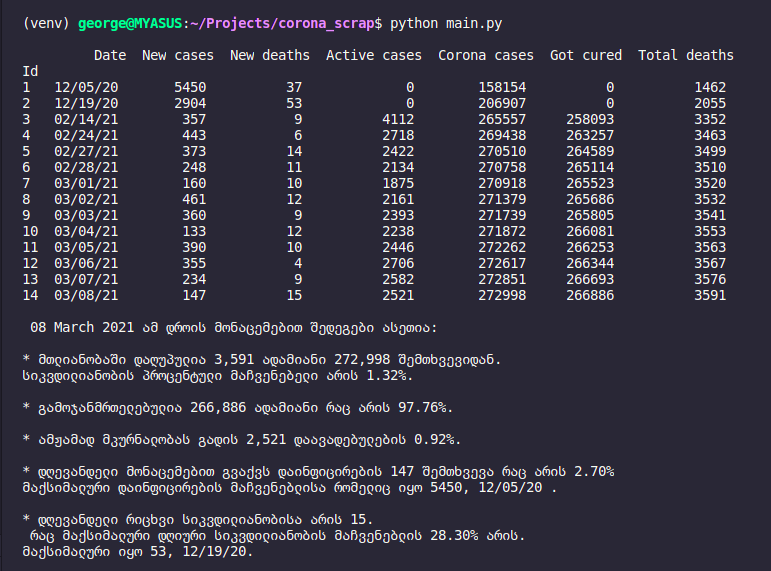 (venv) george@MYASUS:~/Projects/corona_scrap$ python main.py
Date New cases New deaths Active cases Corona cases Got cured Total deaths
Id
1 12/05/20 5450 37 0 158154 0 1462
2 12/19/20 2904 53 0 206907 0 2055
3 02/14/21 357 9 4112 265557 258093 3352
4 02/24/21 443 6 2718 269438 263257 3463
5 02/27/21 373 14 2422 270510 264589 3499
6 02/28/21 248 11 2134 270758 265114 3510
7 03/01/21 160 10 1875 270918 265523 3520
8 03/02/21 461 12 2161 271379 265686 3532
9 03/03/21 360 9 2393 271739 265805 3541
10 03/04/21 133 12 2238 271872 266081 3553
11 03/05/21 390 10 2446 272262 266253 3563
12 03/06/21 355 4 2706 272617 266344 3567
13 03/07/21 234 9 2582 272851 266693 3576
14 03/08/21 147 15 2521 272998 266886 3591
08 March 2021 ამ დროის მონაცემებით შედეგები ასეთია:
* მთლიანობაში დაღუპულია 3,591 ადამიანი 272,998 შემთხვევიდან.
სიკვდილიანობის პროცენტული მაჩვენებელი არის 1.32%.
* გამოჯანმრთელებულია 266,886 ადამიანი რაც არის 97.76%.
* ამჟამად მკურნალობას გადის 2,521 დაავადებულების 0.92%.
* დღევანდელი მონაცემებით გვაქვს დაინფიცირების 147 შემთხვევა რაც არის 2.70%
მაქსიმალური დაინფიცირების მაჩვენებლისა რომელიც იყო 5450, 12/05/20 .
* დღევანდელი რიცხვი სიკვდილიანობისა არის 15.
რაც მაქსიმალური დღიური სიკვდილიანობის მაჩვენებლის 28.30% არის.
მაქსიმალური იყო 53, 12/19/20.